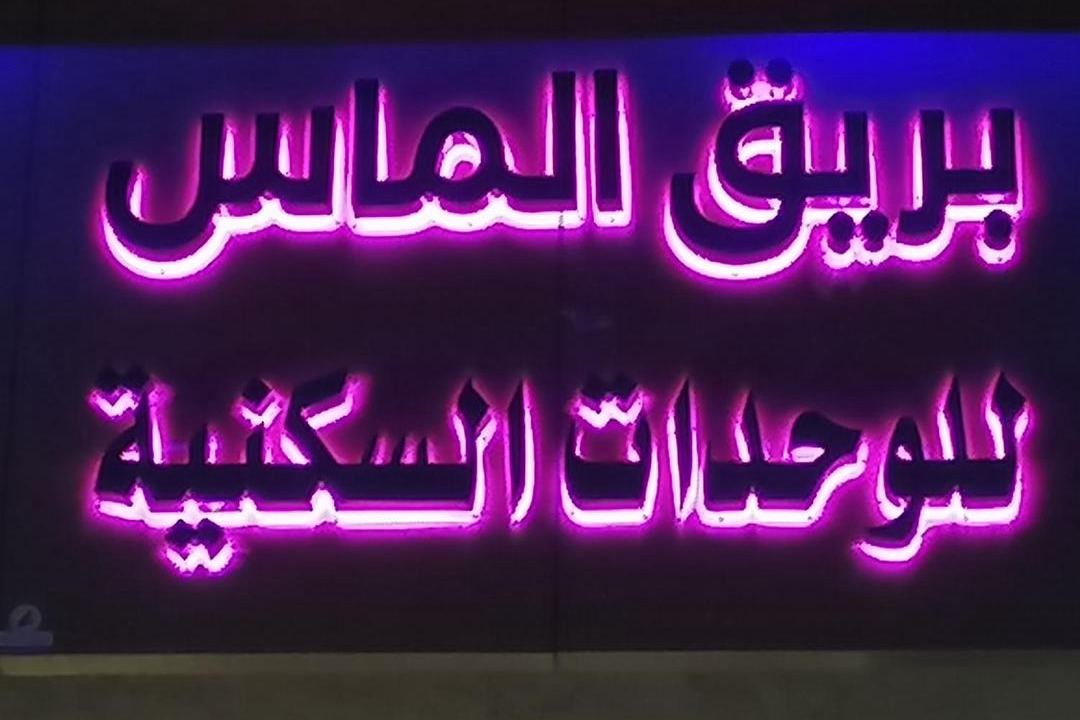 بريق الماس
للوحدات السكنية